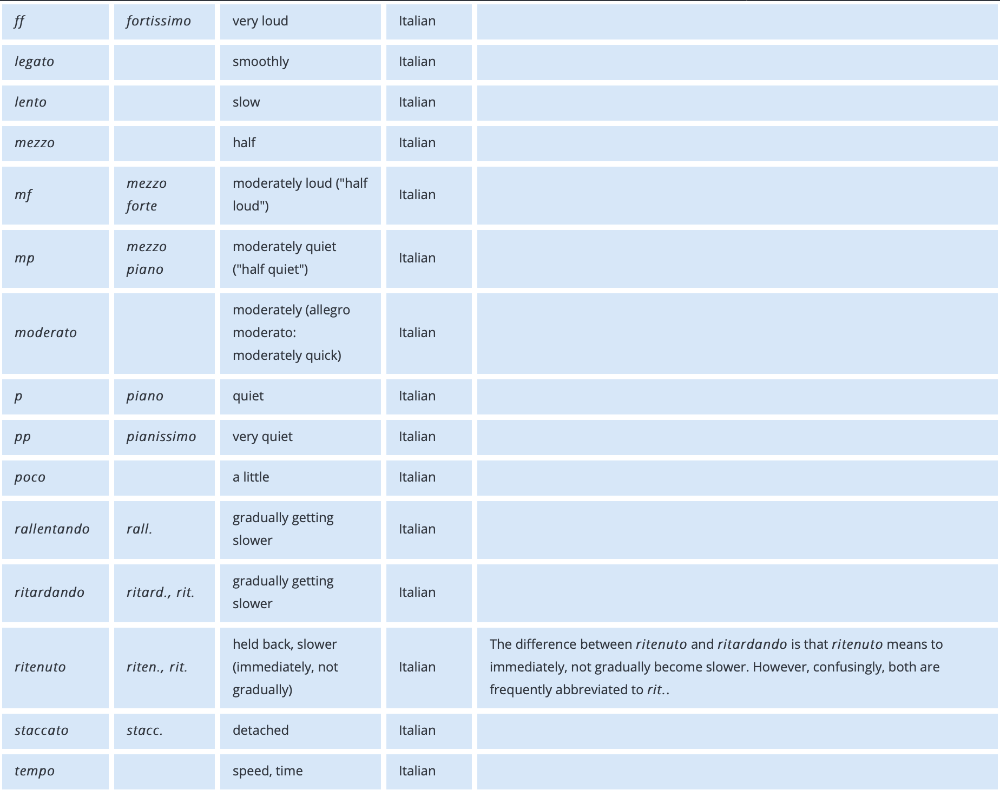 ff fortissimo very loud Italian
legato smoothly Italian
lento slow Italian
mezzo half Italian
mf mezzo forte moderately loud ("half loud") Italian
mp mezzo piano moderately quiet ("half quiet") Italian
moderato moderately (allegro moderato: moderately quick) Italian
p piano quiet Italian
pp pianissimo very quiet Italian
poco a little Italian
rallentando rall. gradually getting slower Italian
ritardando ritard., rit. gradually getting slower Italian
ritenuto riten., rit. held back, slower (immediately, not gradually) Italian The difference between ritenuto and ritardando is that ritenuto means to immediately, not gradually become slower. However, confusingly, both are frequently abbreviated to rit..
staccato stacc. detached Italian
tempo speed, time Italian